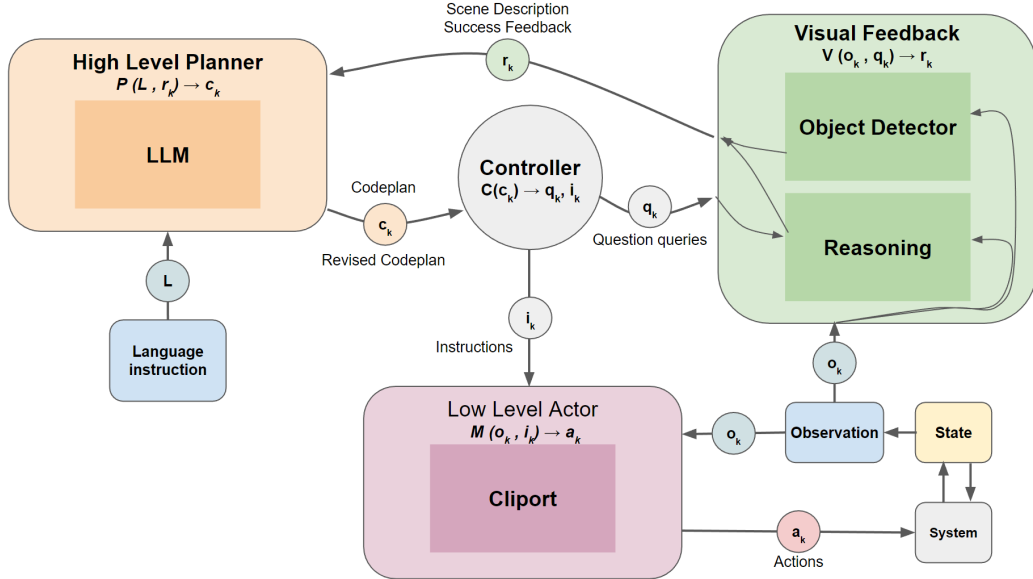 Scene Description
Success Feedback
r_k
High Level Planner
P (L , r_k) → c_k
LLM
Visual Feedback
V (o_k , q_k) → r_k
Object Detector
Reasoning
Controller
C(c_k) → q_k, i_k
Codeplan
c_k
Revised Codeplan
q_k
Question queries
L
Language
instruction
i_k
Instructions
o_k
Low Level Actor
M (o_k , i_k) → a_k
Cliport
o_k
Observation
State
System
a_k
Actions